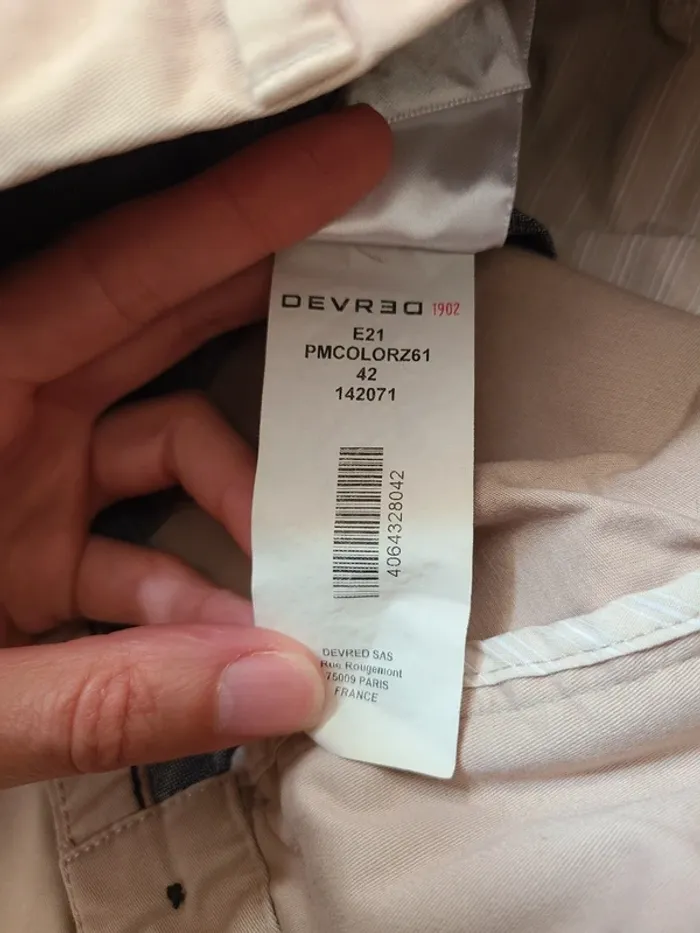 DEVRED 1902
E21
PMCOLORZ61
42
142071
4064328042
DEVRED SAS
Rue Rougemont
75009 PARIS
FRANCE